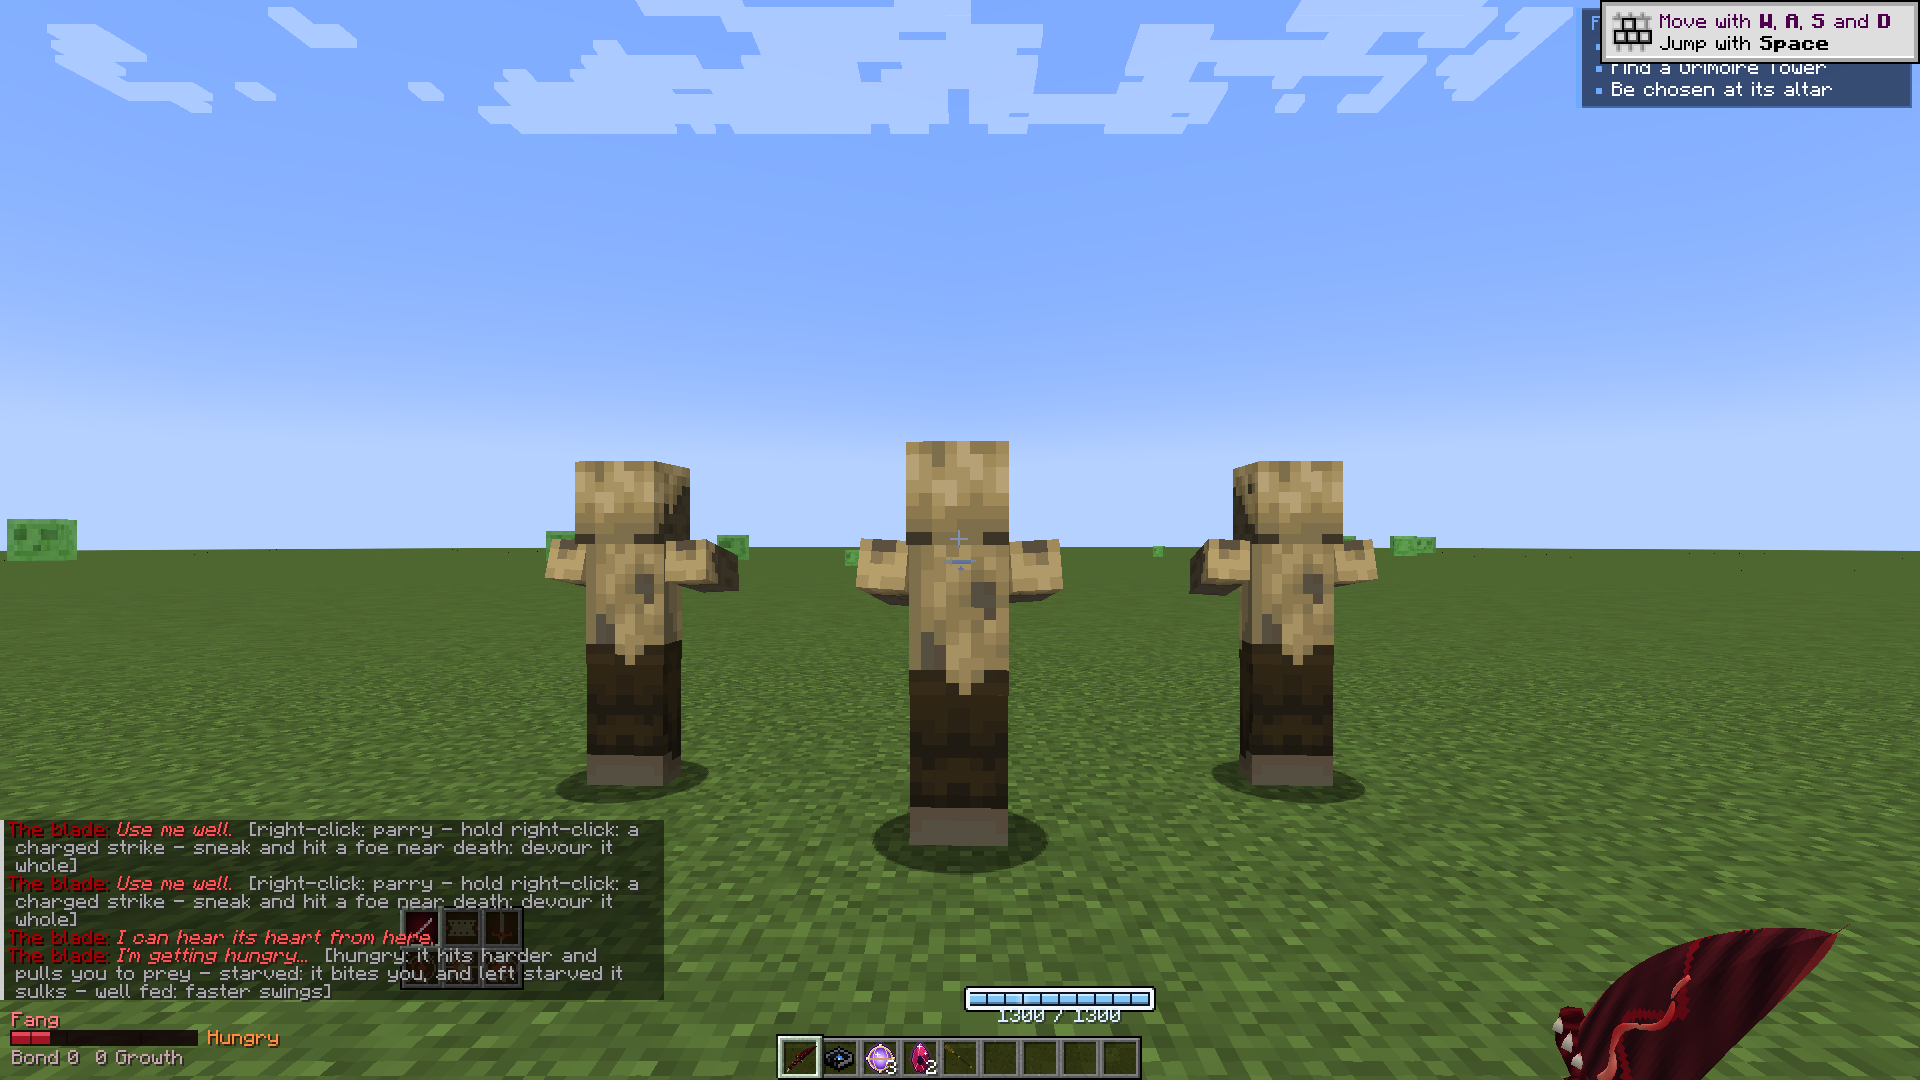 Move with W, A, S and D
Jump with Space
Find a Grimoire Tower
Be chosen at its altar
The blade: Use me well. [right-click: parry - hold right-click: a
charged strike - sneak and hit a foe near death: devour it
whole]
The blade: Use me well. [right-click: parry - hold right-click: a
charged strike - sneak and hit a foe near death: devour it
whole]
The blade: I can hear its heart from here.
The blade: I'm getting hungry... [hungry: it hits harder and
pulls you to prey - starved: it bites you, and left starved it
sulks - well fed: faster swings]
Fang
Hungry
Bond 0 0 Growth
1300 / 1300
3
2